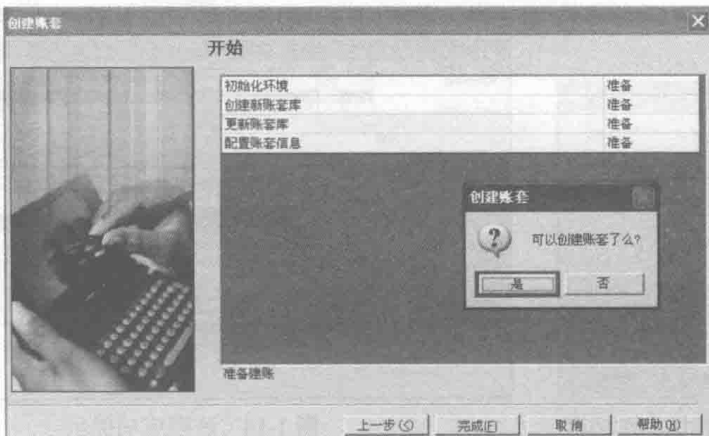 创建账套
开始
初始化环境 准备
创建新账套库 准备
更新账套库 准备
配置账套信息 准备
创建账套
可以创建账套了么?
是 否
准备建账
上一步(S) 完成(F) 取消 帮助(H)